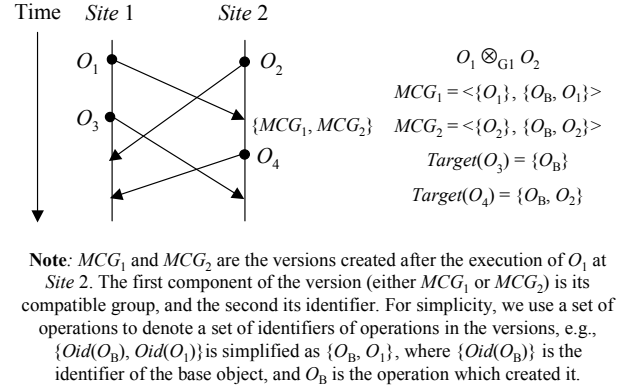 Time Site 1 Site 2
O1 O2 O1 ⊗G1 O2
MCG1 = <{O1}, {OB, O1}>
O3 {MCG1, MCG2} MCG2 = <{O2}, {OB, O2}>
O4 Target(O3) = {OB}
Target(O4) = {OB, O2}
Note: MCG1 and MCG2 are the versions created after the execution of O1 at
Site 2. The first component of the version (either MCG1 or MCG2) is its
compatible group, and the second its identifier. For simplicity, we use a set of
operations to denote a set of identifiers of operations in the versions, e.g.,
{Oid(OB), Oid(O1)}is simplified as {OB, O1}, where {Oid(OB)} is the
identifier of the base object, and OB is the operation which created it.